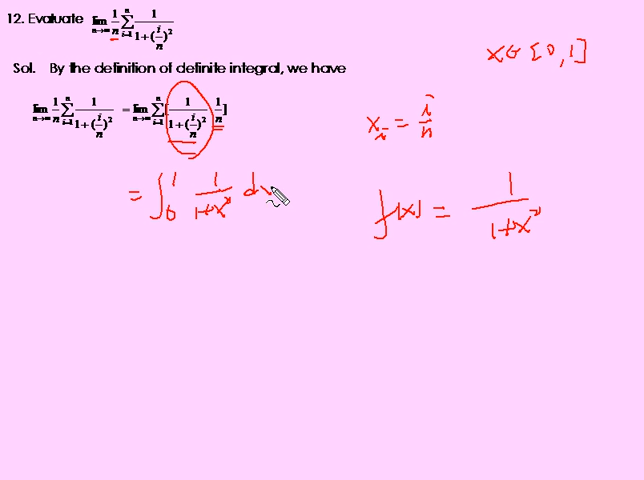 12. Evaluate lim n→∞ 1/n ∑ i=1 n 1/(1+(i/n)²)
x∈[0,1]
Sol. By the definition of definite integral, we have
lim n→∞ 1/n ∑ i=1 n 1/(1+(i/n)²) = lim n→∞ ∑ i=1 n [1/(1+(i/n)²) 1/n]
xᵢ = i/n
= ∫₀¹ 1/(1+x²) dx
f(x) = 1/(1+x²)